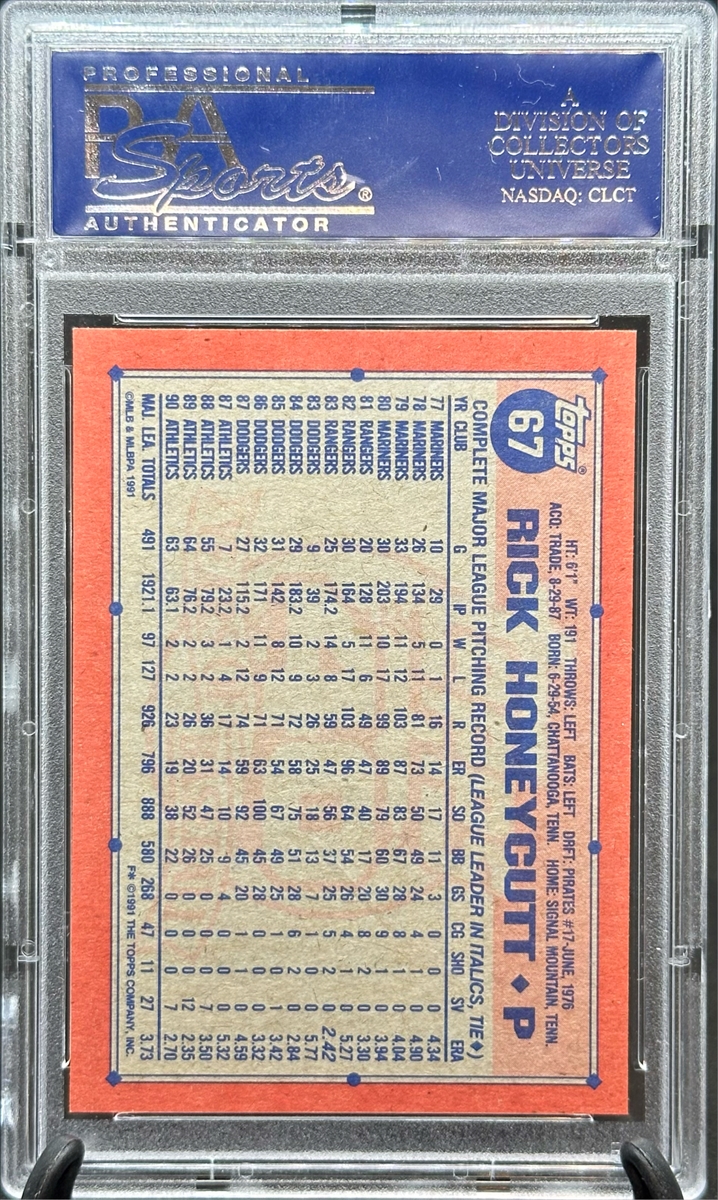 PROFESSIONAL
PSA
Sports®
AUTHENTICATOR
A
DIVISION OF
COLLECTORS
UNIVERSE
NASDAQ: CLCT
TOPPS®
67
HT: 6'1" WT: 191 THROWS: LEFT BATS: LEFT DRFT: PIRATES #17-JUNE, 1976
ACQ: TRADE, 8-29-87 BORN: 6-29-54, CHATTANOOGA, TENN. HOME: SIGNAL MOUNTAIN, TENN.
RICK HONEYCUTT ♦ P
COMPLETE MAJOR LEAGUE PITCHING RECORD (LEAGUE LEADER IN ITALICS, TIE♦)
YR CLUB G IP W L R ER SO BB GS CG SHO SV ERA
77 MARINERS 10 29 0 1 16 14 17 11 3 0 0 0 4.34
78 MARINERS 26 134 5 11 81 73 50 49 24 4 1 0 4.90
79 MARINERS 33 194 11 12 103 87 83 67 28 8 1 0 4.04
80 MARINERS 30 203 10 17 99 89 79 60 30 9 1 0 3.94
81 RANGERS 20 128 11 6 49 47 40 17 20 8 2 0 3.30
82 RANGERS 30 164 5 17 103 96 64 54 26 4 1 0 5.27
83 RANGERS 25 174.2 14 8 59 47 56 37 25 5 2 0 2.42
83 DODGERS 9 39 2 3 26 25 18 13 7 1 0 0 5.77
84 DODGERS 29 183.2 10 9 72 58 75 51 28 6 2 0 2.84
85 DODGERS 31 142 8 12 71 54 67 49 25 1 0 1 3.42
86 DODGERS 32 171 11 9 71 63 100 45 28 0 0 0 3.32
87 DODGERS 27 115.2 2 12 74 59 92 45 20 1 1 0 4.59
87 ATHLETICS 7 23.2 1 4 17 14 10 9 4 0 0 0 5.32
88 ATHLETICS 55 79.2 3 2 36 31 47 25 0 0 0 7 3.50
89 ATHLETICS 64 76.2 2 2 26 20 52 26 0 0 0 12 2.35
90 ATHLETICS 63 63.1 2 2 23 19 38 22 0 0 0 7 2.70
MAJ. LEA. TOTALS 491 1921.1 97 127 926 796 888 580 268 47 11 27 3.73
©MLB & MLBPA 1991 F* ©1991 THE TOPPS COMPANY, INC.